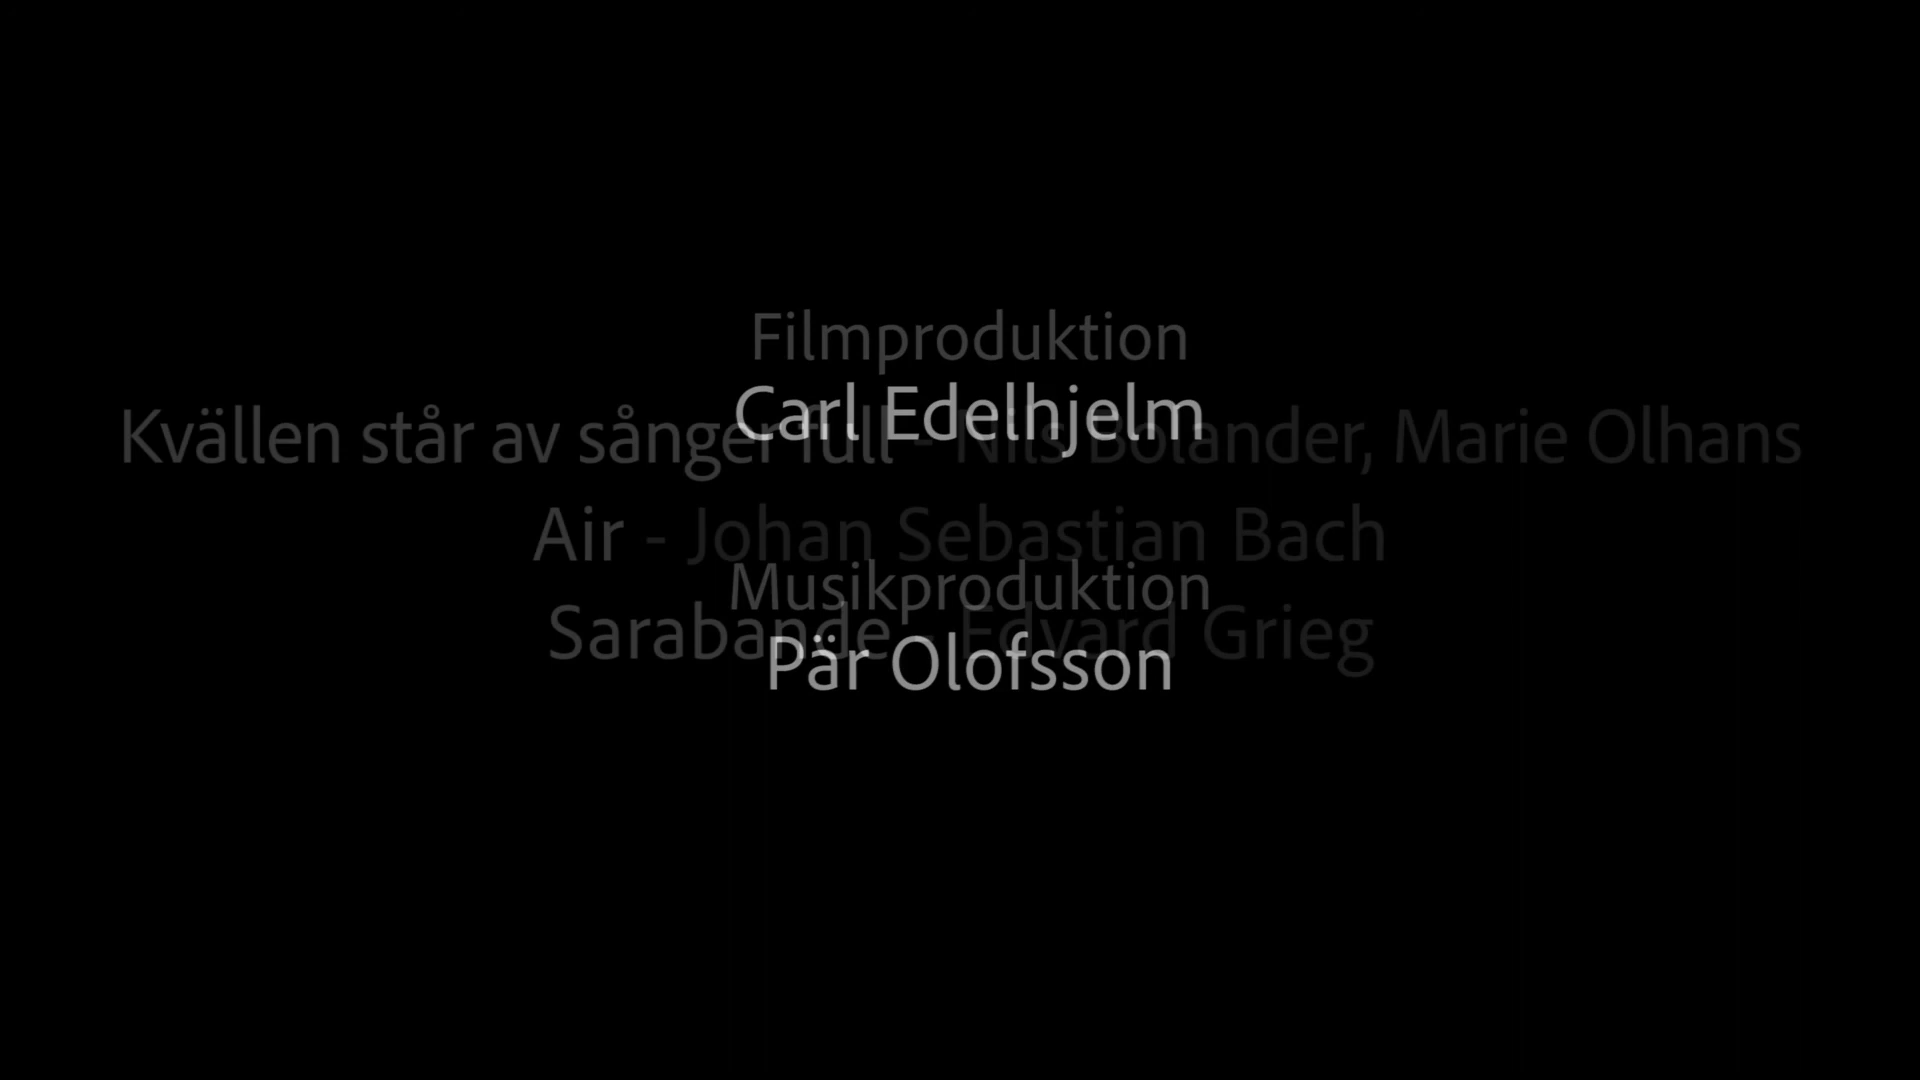 Filmproduktion
Carl Edelhjelm
Kvällen står av sånger full - Nils Bolander, Marie Olhans
Air - Johan Sebastian Bach
Musikproduktion
Sarabande - Edvard Grieg
Pär Olofsson